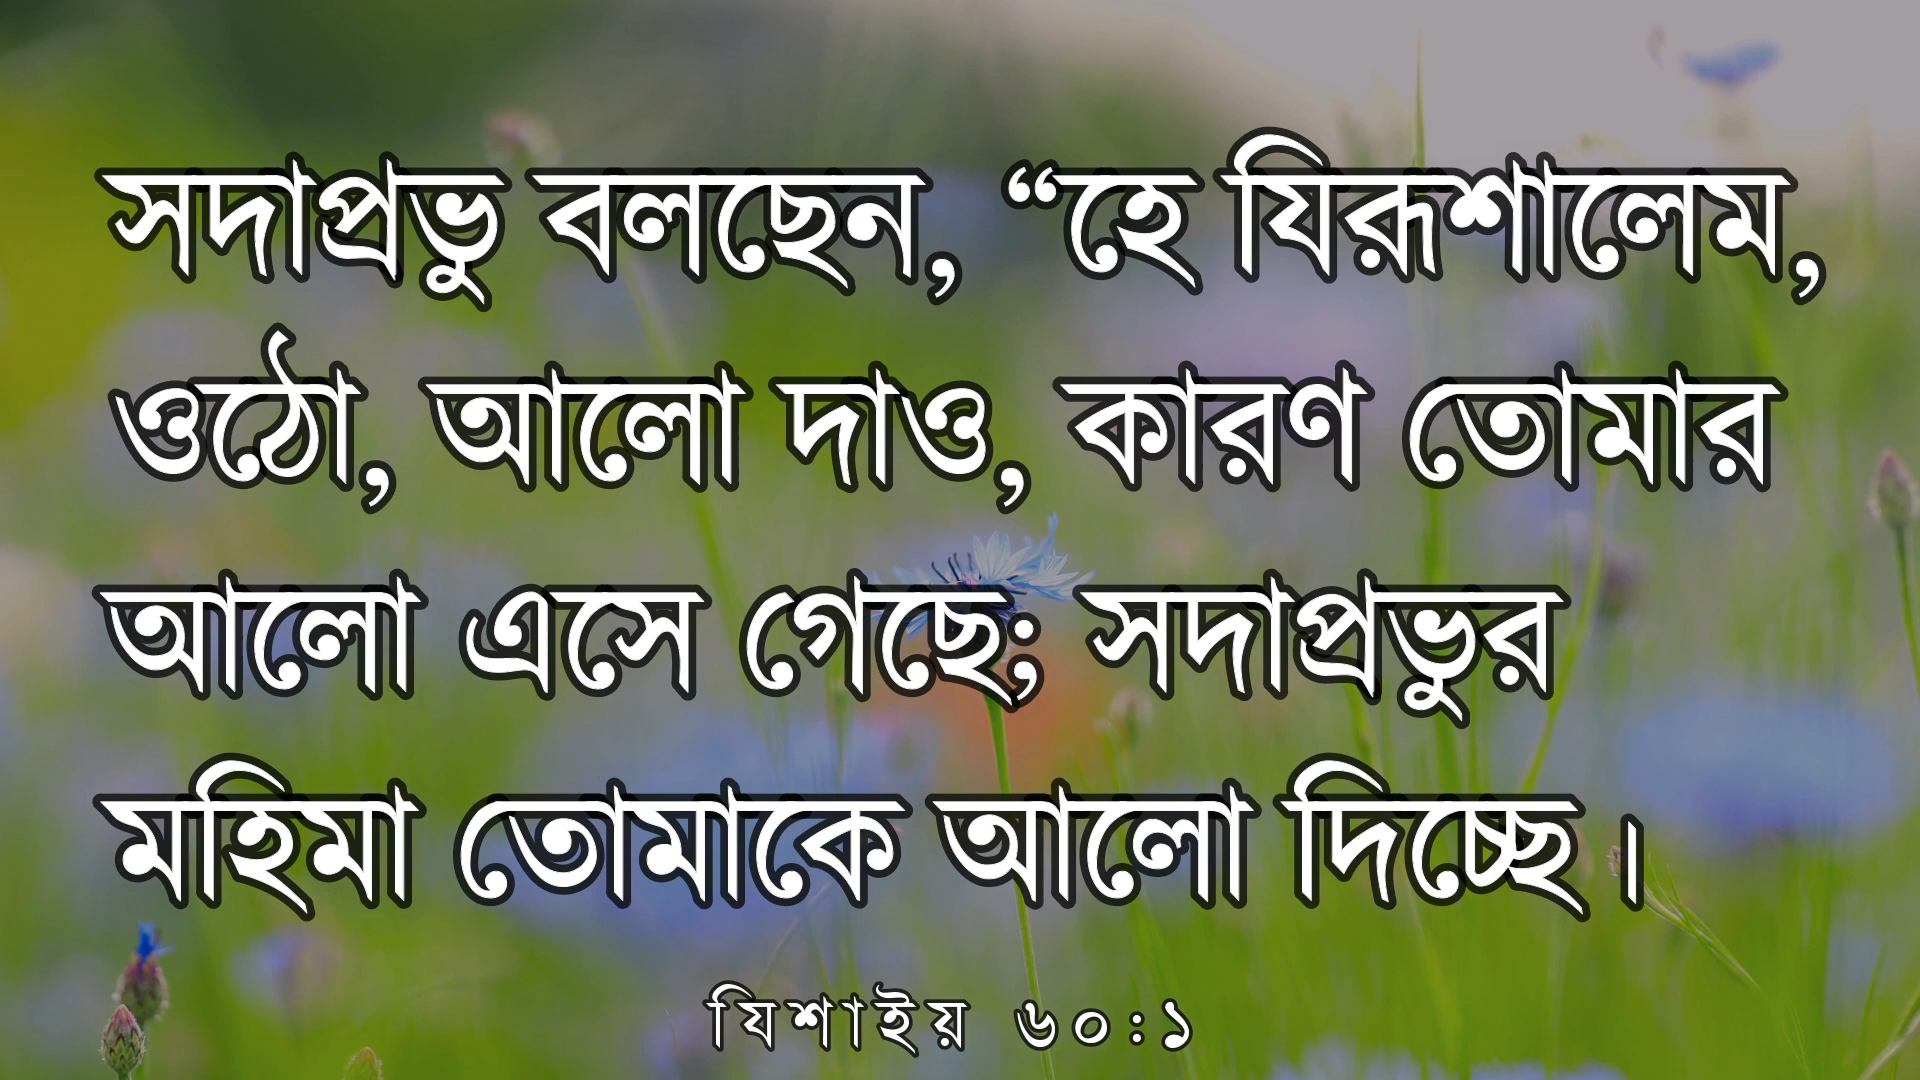 সদাপ্রভু বলছেন, “হে যিরূশালেম,
ওঠো, আলো দাও, কারণ তোমার
আলো এসে গেছে; সদাপ্রভুর
মহিমা তোমাকে আলো দিচ্ছে।
যিশাইয় ৬০:১